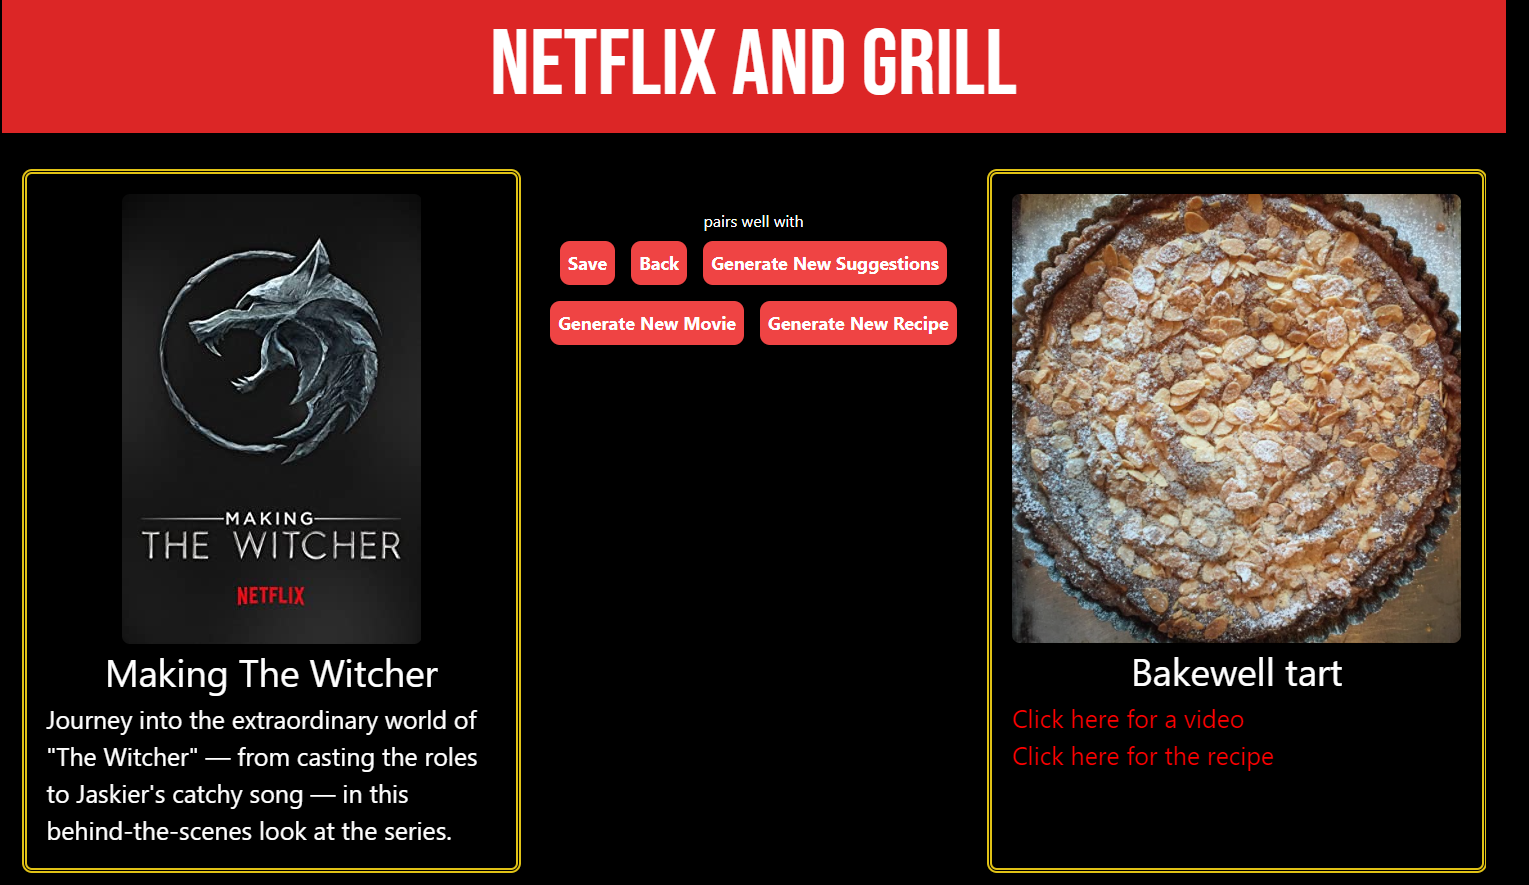 NETFLIX AND GRILL
MAKING
THE WITCHER
NETFLIX
Making The Witcher
Journey into the extraordinary world of
"The Witcher" — from casting the roles
to Jaskier's catchy song — in this
behind-the-scenes look at the series.
pairs well with
Save Back Generate New Suggestions
Generate New Movie Generate New Recipe
Bakewell tart
Click here for a video
Click here for the recipe